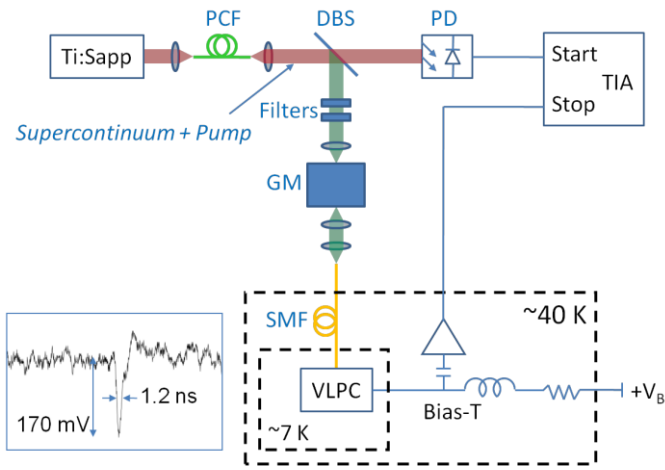 PCF
DBS
PD
Ti:Sapp
Start
TIA
Stop
Supercontinuum + Pump
Filters
GM
SMF
~40 K
VLPC
Bias-T
+V_B
~7 K
1.2 ns
170 mV